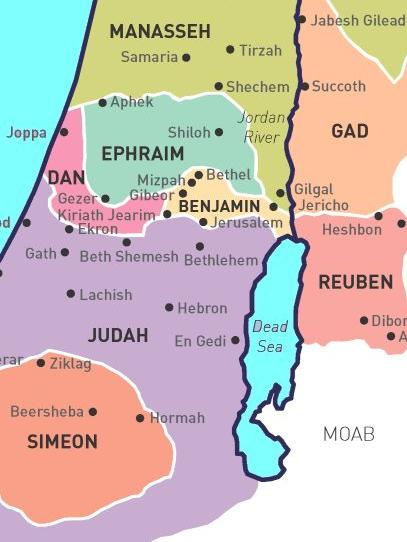 Jabesh Gilead
MANASSEH
Tirzah
Samaria
Shechem
Succoth
Aphek
Jordan
River
Joppa
Shiloh
GAD
EPHRAIM
DAN
Bethel
Mizpah
Gibeor
Gilgal
Gezer
BENJAMIN
Jericho
Kiriath Jearim
Jerusalem
Ekron
Heshbon
Gath
Beth Shemesh
Bethlehem
REUBEN
Lachish
Hebron
Dibor
Dead
Sea
JUDAH
En Gedi
Ziklag
Beersheba
Hormah
MOAB
SIMEON